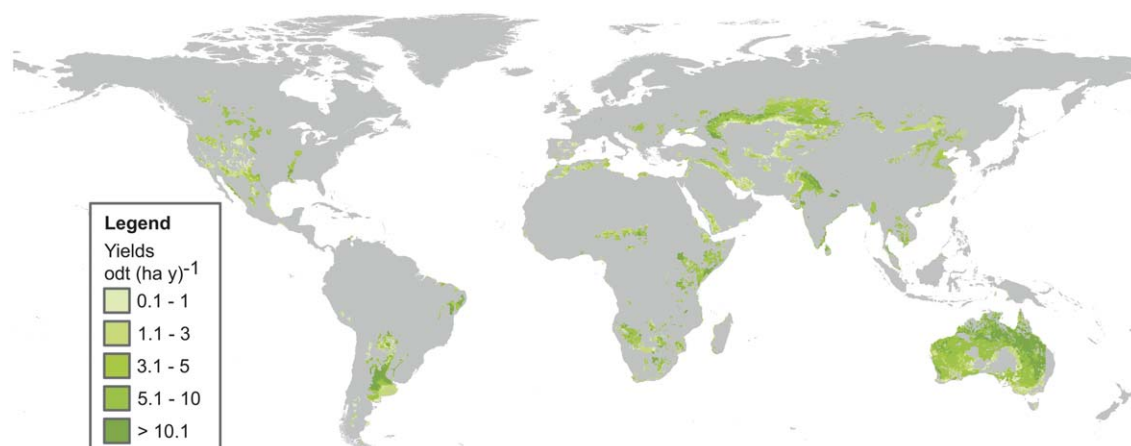 Legend
Yields
odt (ha y)-1
0.1 - 1
1.1 - 3
3.1 - 5
5.1 - 10
> 10.1